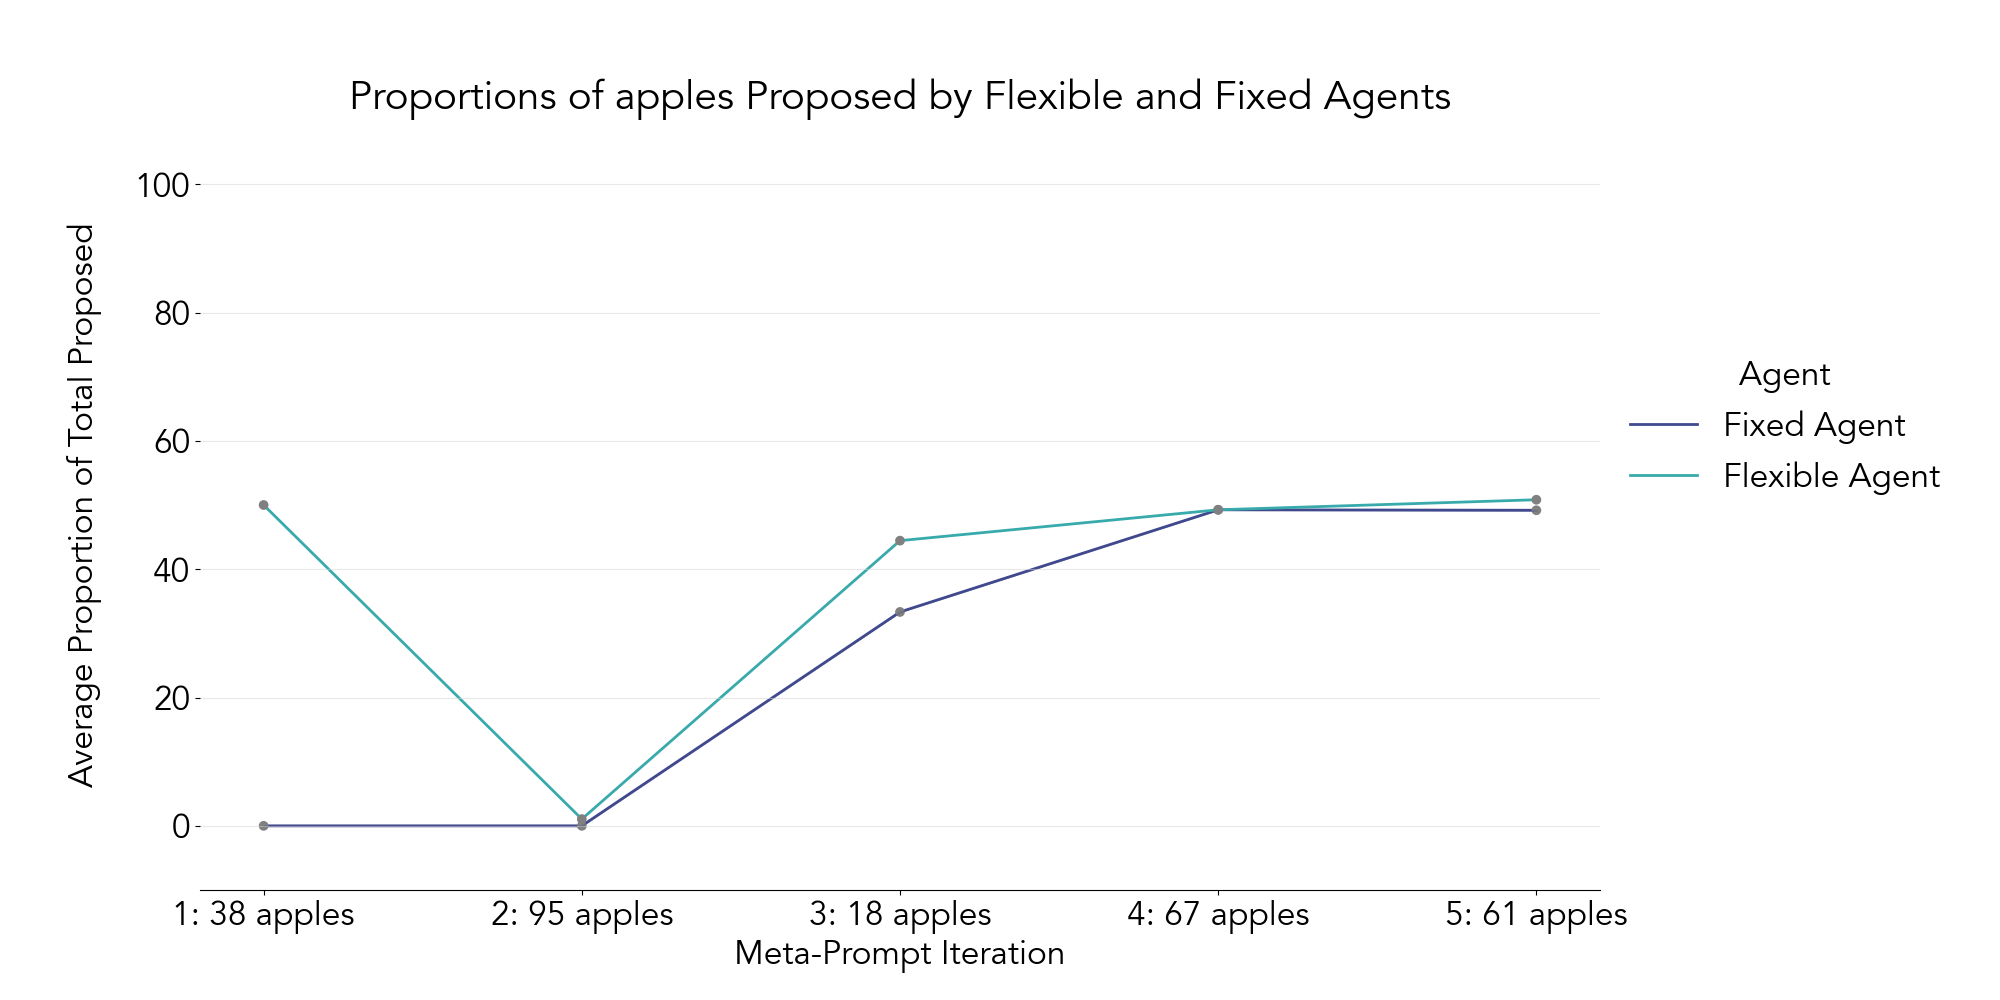 Proportions of apples Proposed by Flexible and Fixed Agents
Average Proportion of Total Proposed
100
80
60
40
20
0
1: 38 apples
2: 95 apples
3: 18 apples
4: 67 apples
5: 61 apples
Meta-Prompt Iteration
Agent
Fixed Agent
Flexible Agent